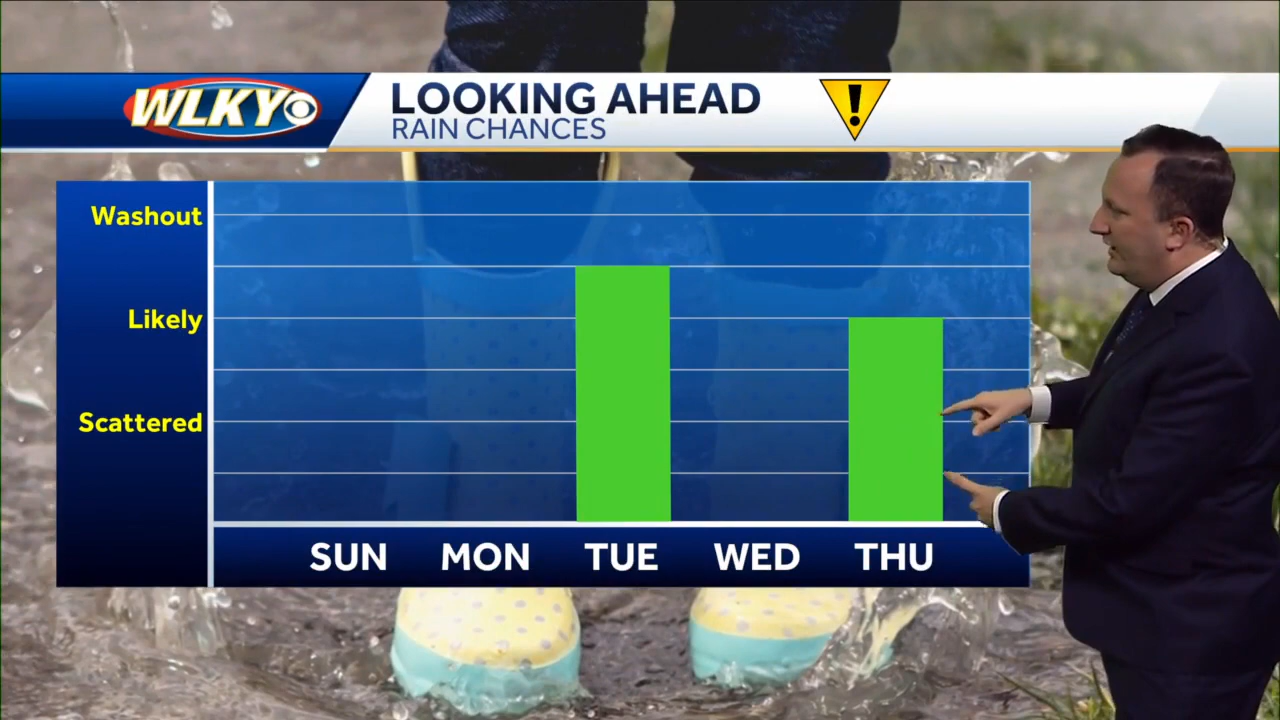 WLKY
LOOKING AHEAD
RAIN CHANCES
!
Washout
Likely
Scattered
SUN MON TUE WED THU